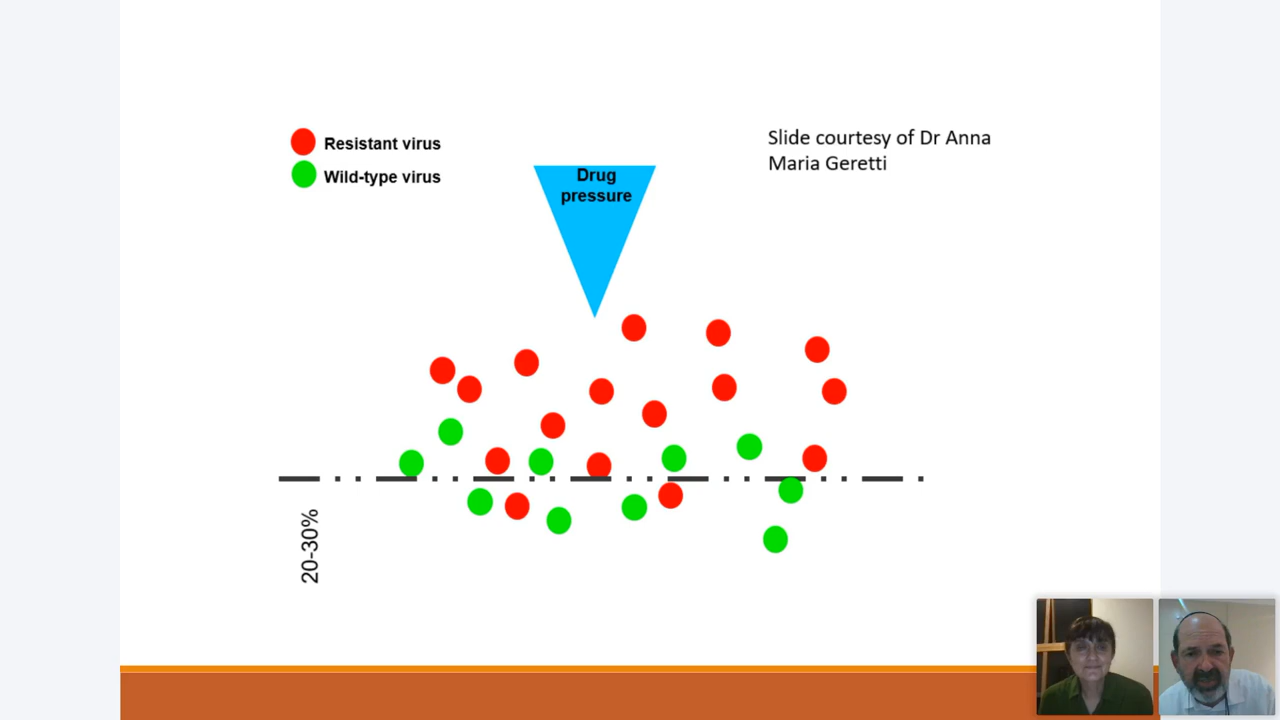 Resistant virus
Wild-type virus
Drug
pressure
Slide courtesy of Dr Anna
Maria Geretti
20-30%